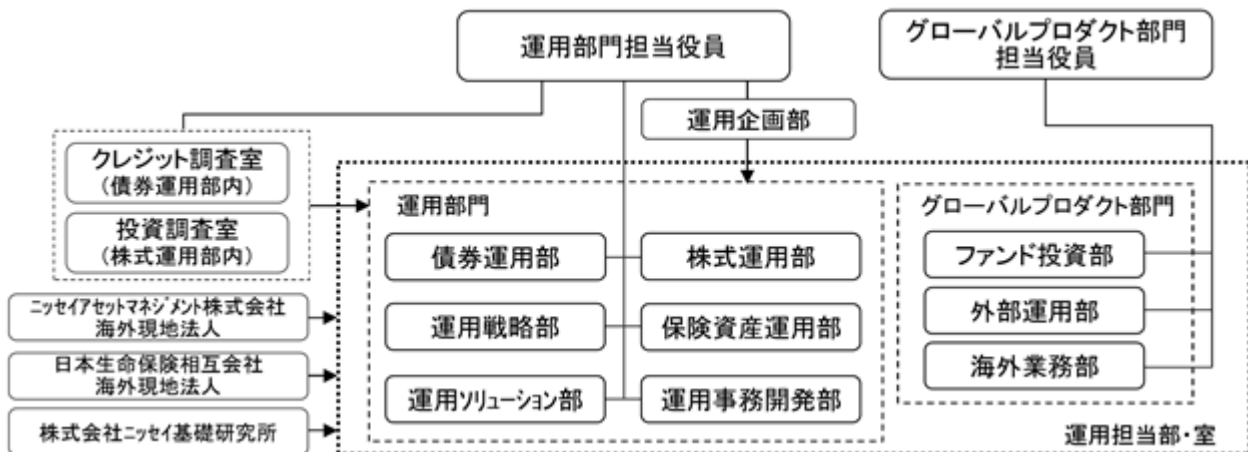 運用部門担当役員
グローバルプロダクト部門
担当役員
運用企画部
クレジット調査室
（債券運用部内）
投資調査室
（株式運用部内）
ニッセイアセットマネジメント株式会社
海外現地法人
日本生命保険相互会社
海外現地法人
株式会社ニッセイ基礎研究所
運用部門
債券運用部
株式運用部
運用戦略部
保険資産運用部
運用ソリューション部
運用事務開発部
グローバルプロダクト部門
ファンド投資部
外部運用部
海外業務部
運用担当部・室